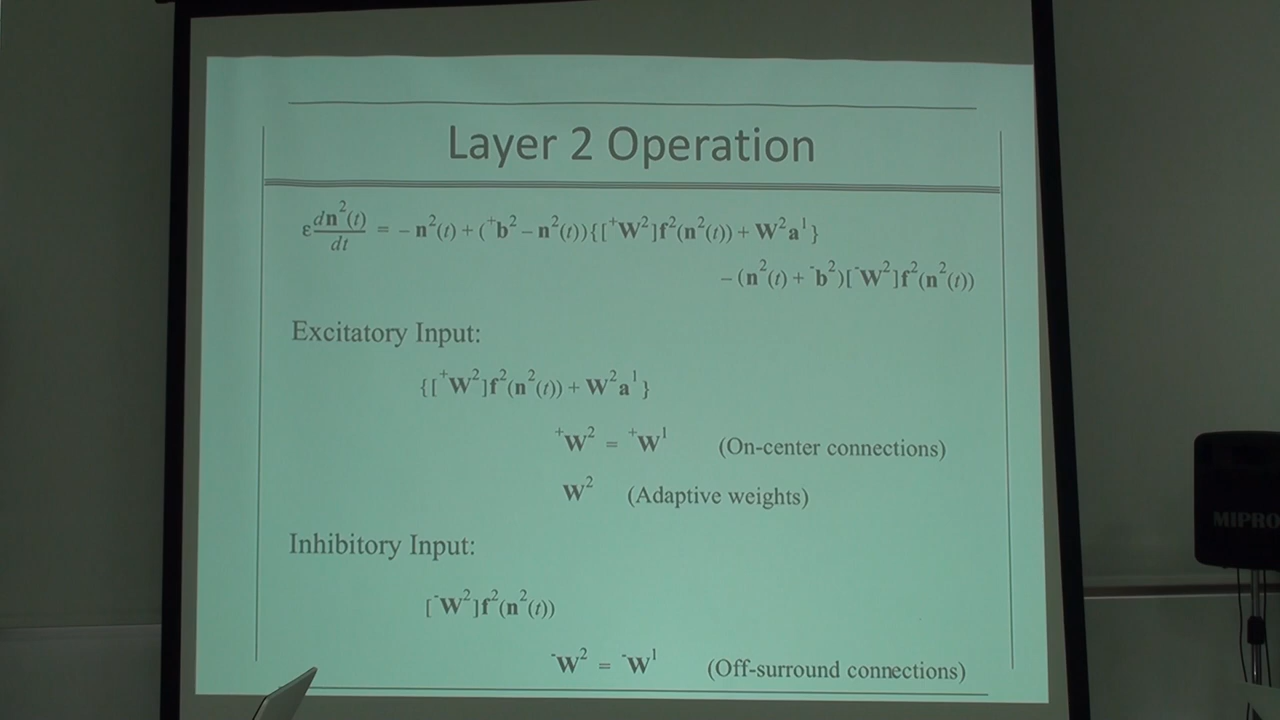 Layer 2 Operation
ε dn²(t)/dt = – n²(t) + (⁺b² – n²(t)){[⁺W²]f²(n²(t)) + W²a¹}
– (n²(t) + ⁻b²)[⁻W²]f²(n²(t))
Excitatory Input:
{[⁺W²]f²(n²(t)) + W²a¹}
⁺W² = ⁺W¹ (On-center connections)
W² (Adaptive weights)
Inhibitory Input:
[⁻W²]f²(n²(t))
⁻W² = ⁻W¹ (Off-surround connections)
MIPRO